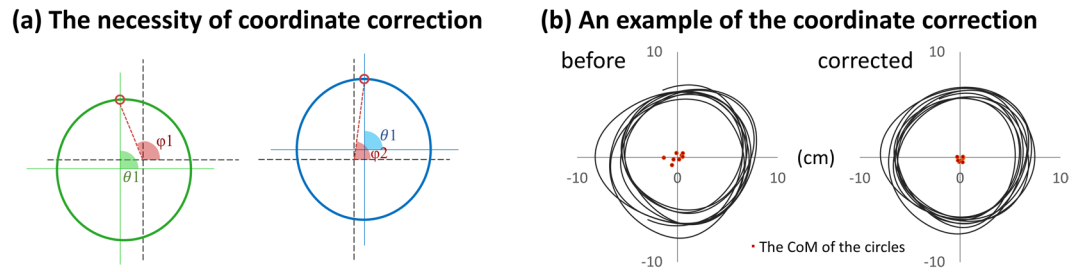 (a) The necessity of coordinate correction
φ1
θ1
θ1
φ2
(b) An example of the coordinate correction
before
10
-10
0
10
-10
(cm)
corrected
10
-10
0
10
-10
The CoM of the circles